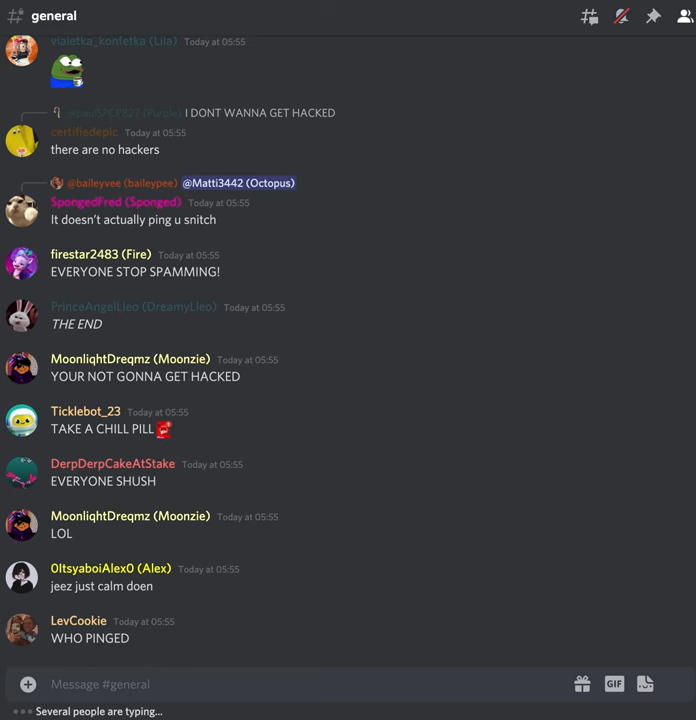 general
vialetka_konfetka (Lila) Today at 05:55
I DONT WANNA GET HACKED
certifiedepic Today at 05:55
there are no hackers
@baileyvee (baileypee) @Matti3442 (Octopus)
SpongedFred (Sponged) Today at 05:55
It doesn't actually ping u snitch
firestar2483 (Fire) Today at 05:55
EVERYONE STOP SPAMMING!
PrinceAngelLleo (DreamyLleo) Today at 05:55
THE END
MoonliqhtDreqmz (Moonzie) Today at 05:55
YOUR NOT GONNA GET HACKED
Ticklebot_23 Today at 05:55
TAKE A CHILL PILL
DerpDerpCakeAtStake Today at 05:55
EVERYONE SHUSH
MoonliqhtDreqmz (Moonzie) Today at 05:55
LOL
0ItsyaboiAlex0 (Alex) Today at 05:55
jeez just calm doen
LevCookie Today at 05:55
WHO PINGED
Message #general
GIF
Several people are typing...